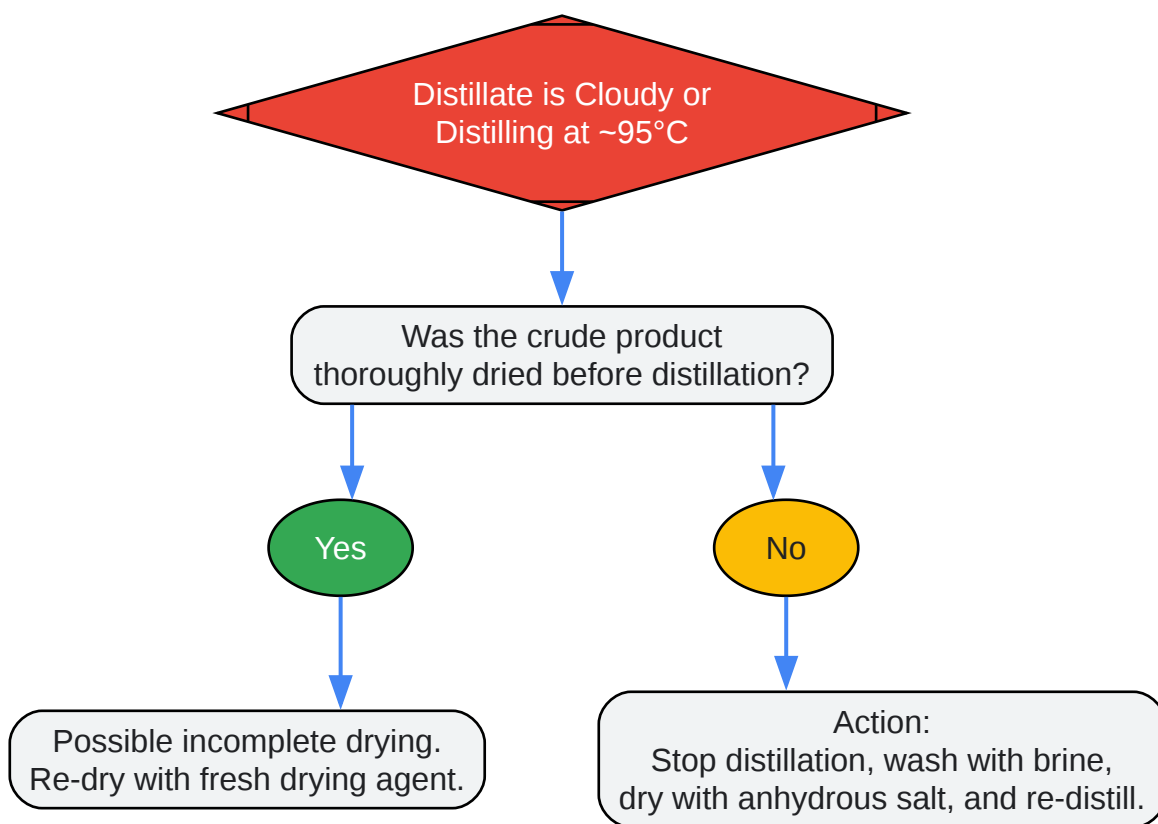 Distillate is Cloudy or
Distilling at ~95°C
Was the crude product
thoroughly dried before distillation?
Yes
No
Possible incomplete drying.
Re-dry with fresh drying agent.
Action:
Stop distillation, wash with brine,
dry with anhydrous salt, and re-distill.